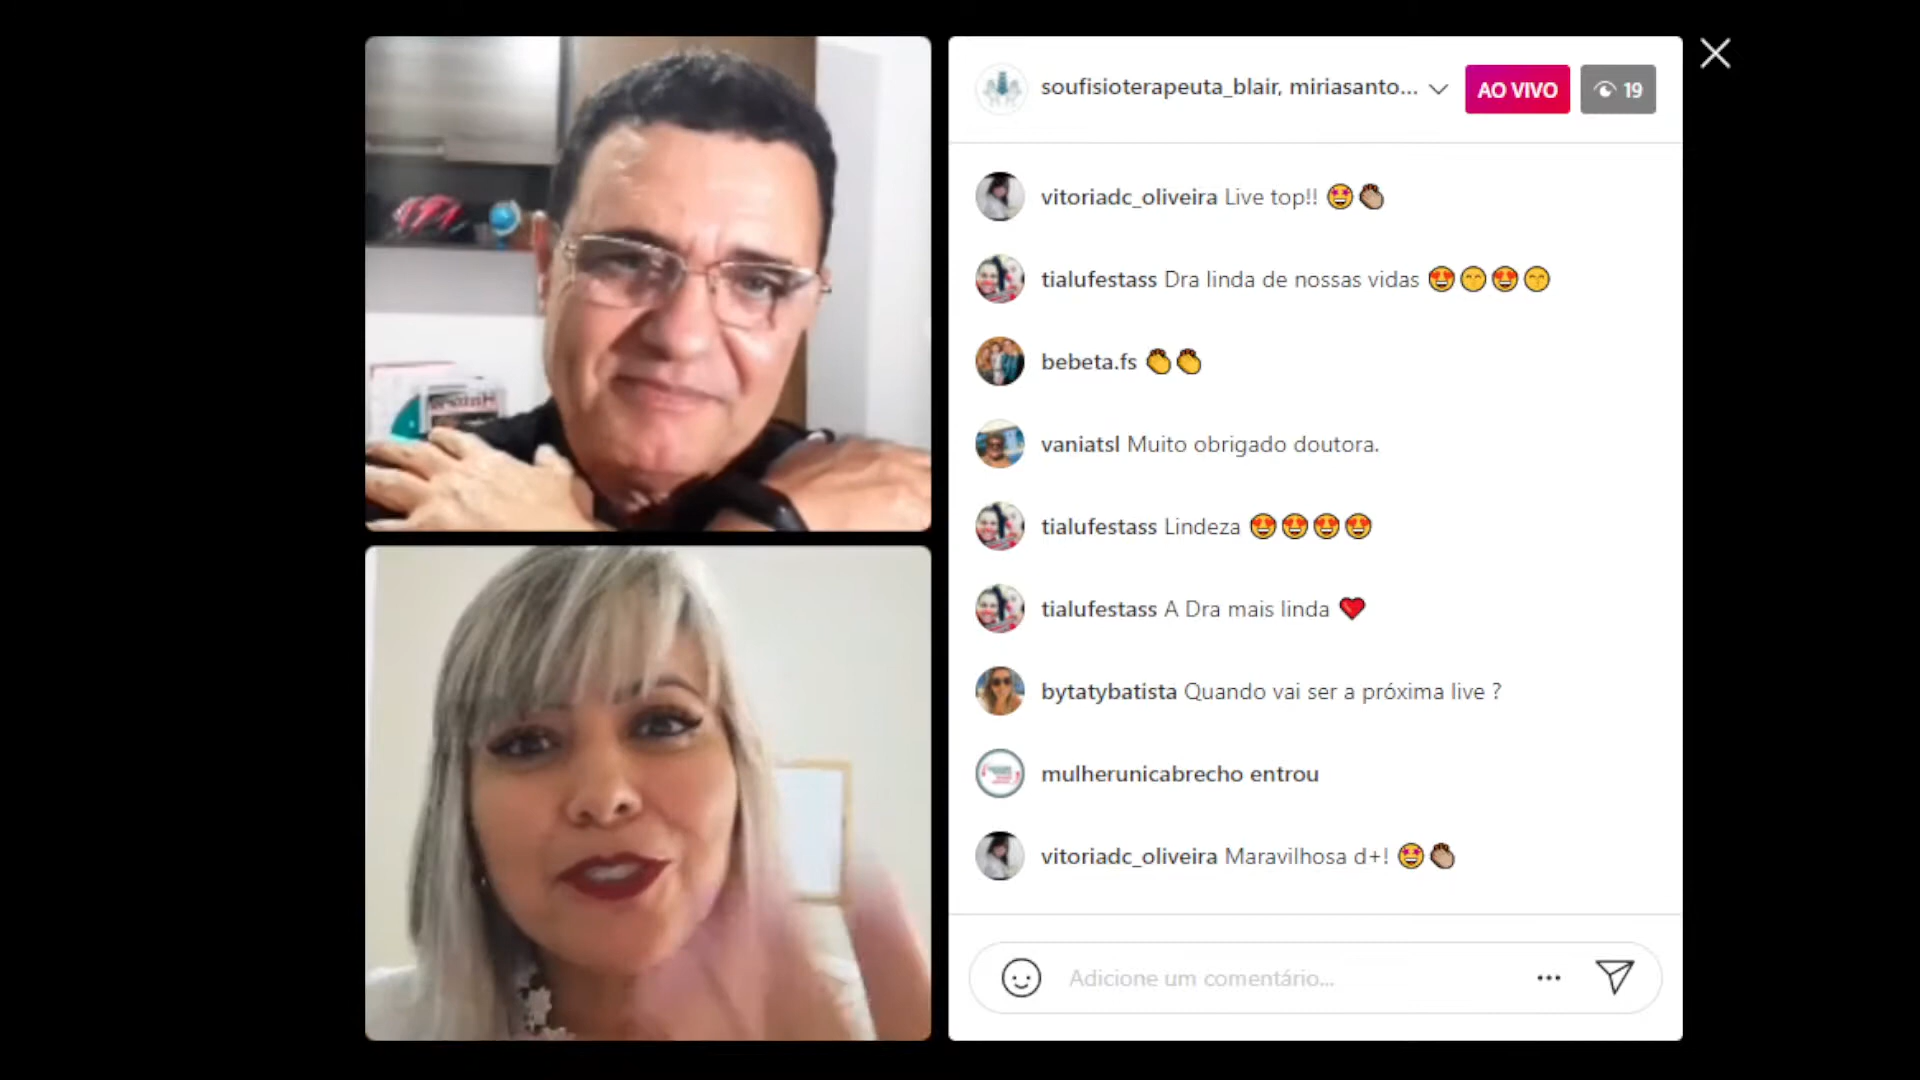 soufisioterapeuta_blair, miriasanto...
AO VIVO
19
vitoriadc_oliveira Live top!! 🤩👏🏽
tialufestass Dra linda de nossas vidas 😍😙😍😙
bebeta.fs 👏👏
vaniatsl Muito obrigado doutora.
tialufestass Lindeza 😍😍😍😍
tialufestass A Dra mais linda ❤️
bytatybatista Quando vai ser a próxima live ?
mulherunicabrecho entrou
vitoriadc_oliveira Maravilhosa d+! 🤩👏🏽
Adicione um comentário...